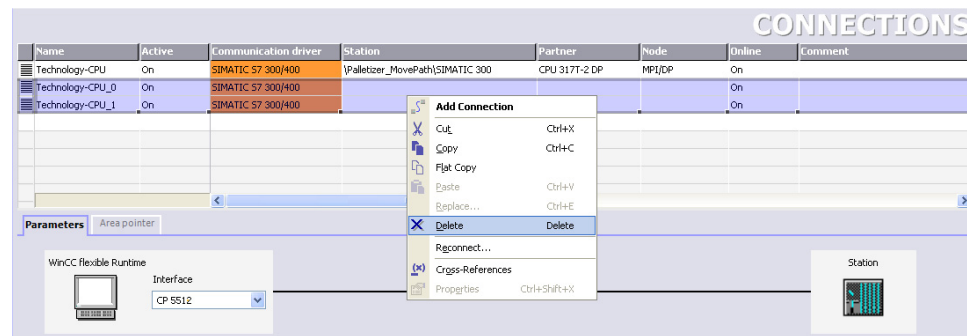 CONNECTIONS
Name Active Communication driver Station Partner Node Online Comment
Technology-CPU On SIMATIC S7 300/400 \Palletizer_MovePath\SIMATIC 300 CPU 317T-2 DP MPI/DP On
Technology-CPU_0 On SIMATIC S7 300/400 On
Technology-CPU_1 On SIMATIC S7 300/400 On
Add Connection
Cut Ctrl+X
Copy Ctrl+C
Flat Copy
Paste Ctrl+V
Replace... Ctrl+E
Delete Delete
Reconnect...
Cross-References
Properties Ctrl+Shift+X
Parameters Area pointer
WinCC flexible Runtime
Interface
CP 5512
Station